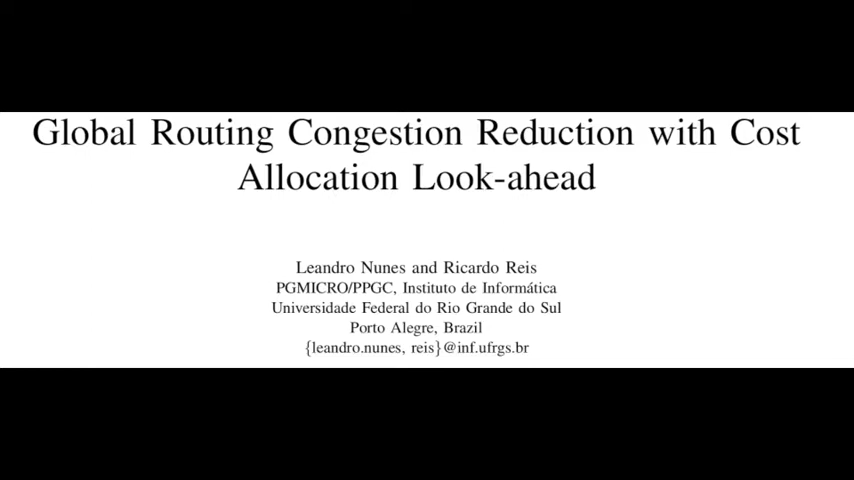 Global Routing Congestion Reduction with Cost
Allocation Look-ahead
Leandro Nunes and Ricardo Reis
PGMICRO/PPGC, Instituto de Informática
Universidade Federal do Rio Grande do Sul
Porto Alegre, Brazil
{leandro.nunes, reis}@inf.ufrgs.br